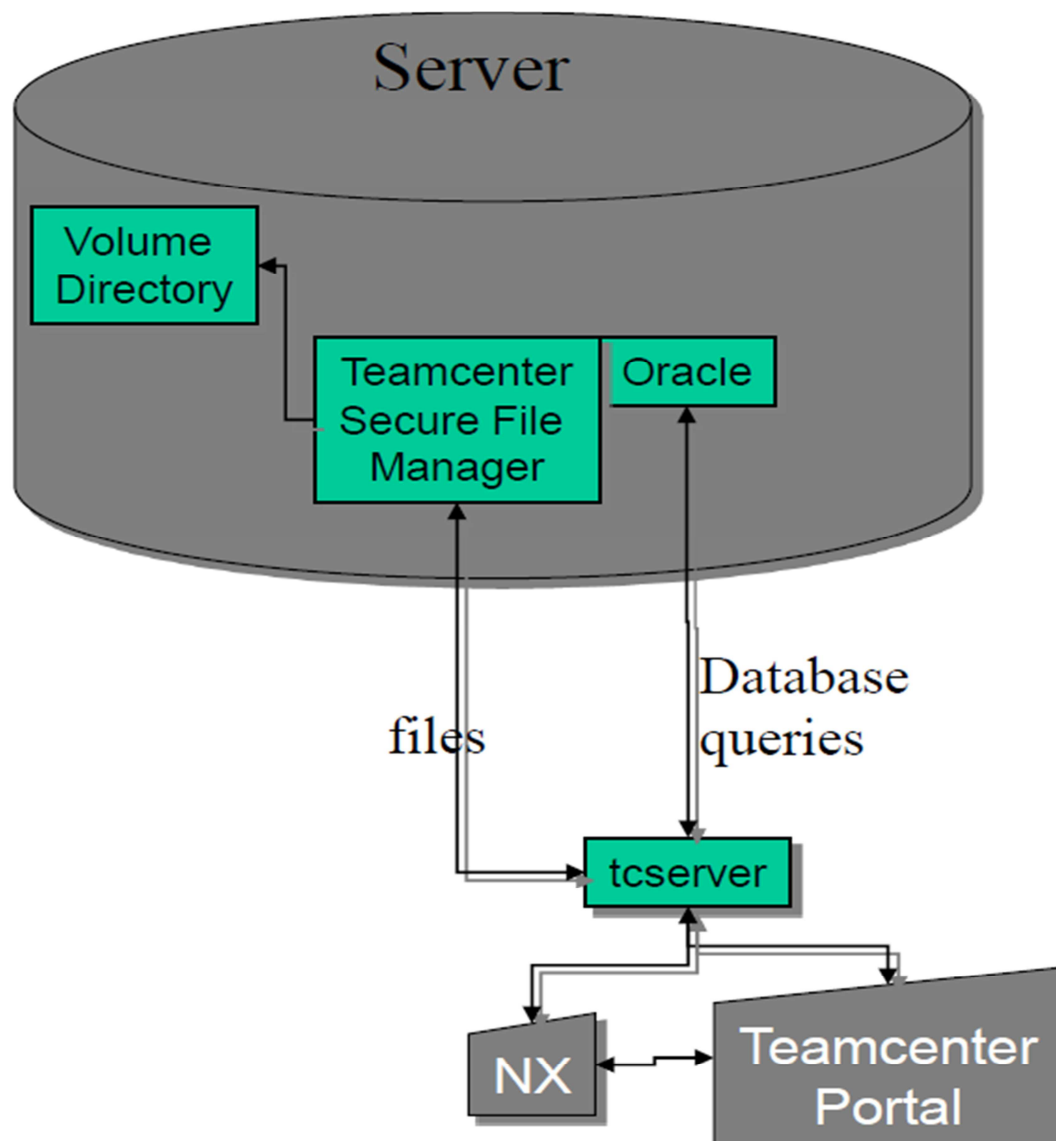 Server
Volume
Directory
Teamcenter
Secure File
Manager
Oracle
files
Database
queries
tcserver
NX
Teamcenter
Portal